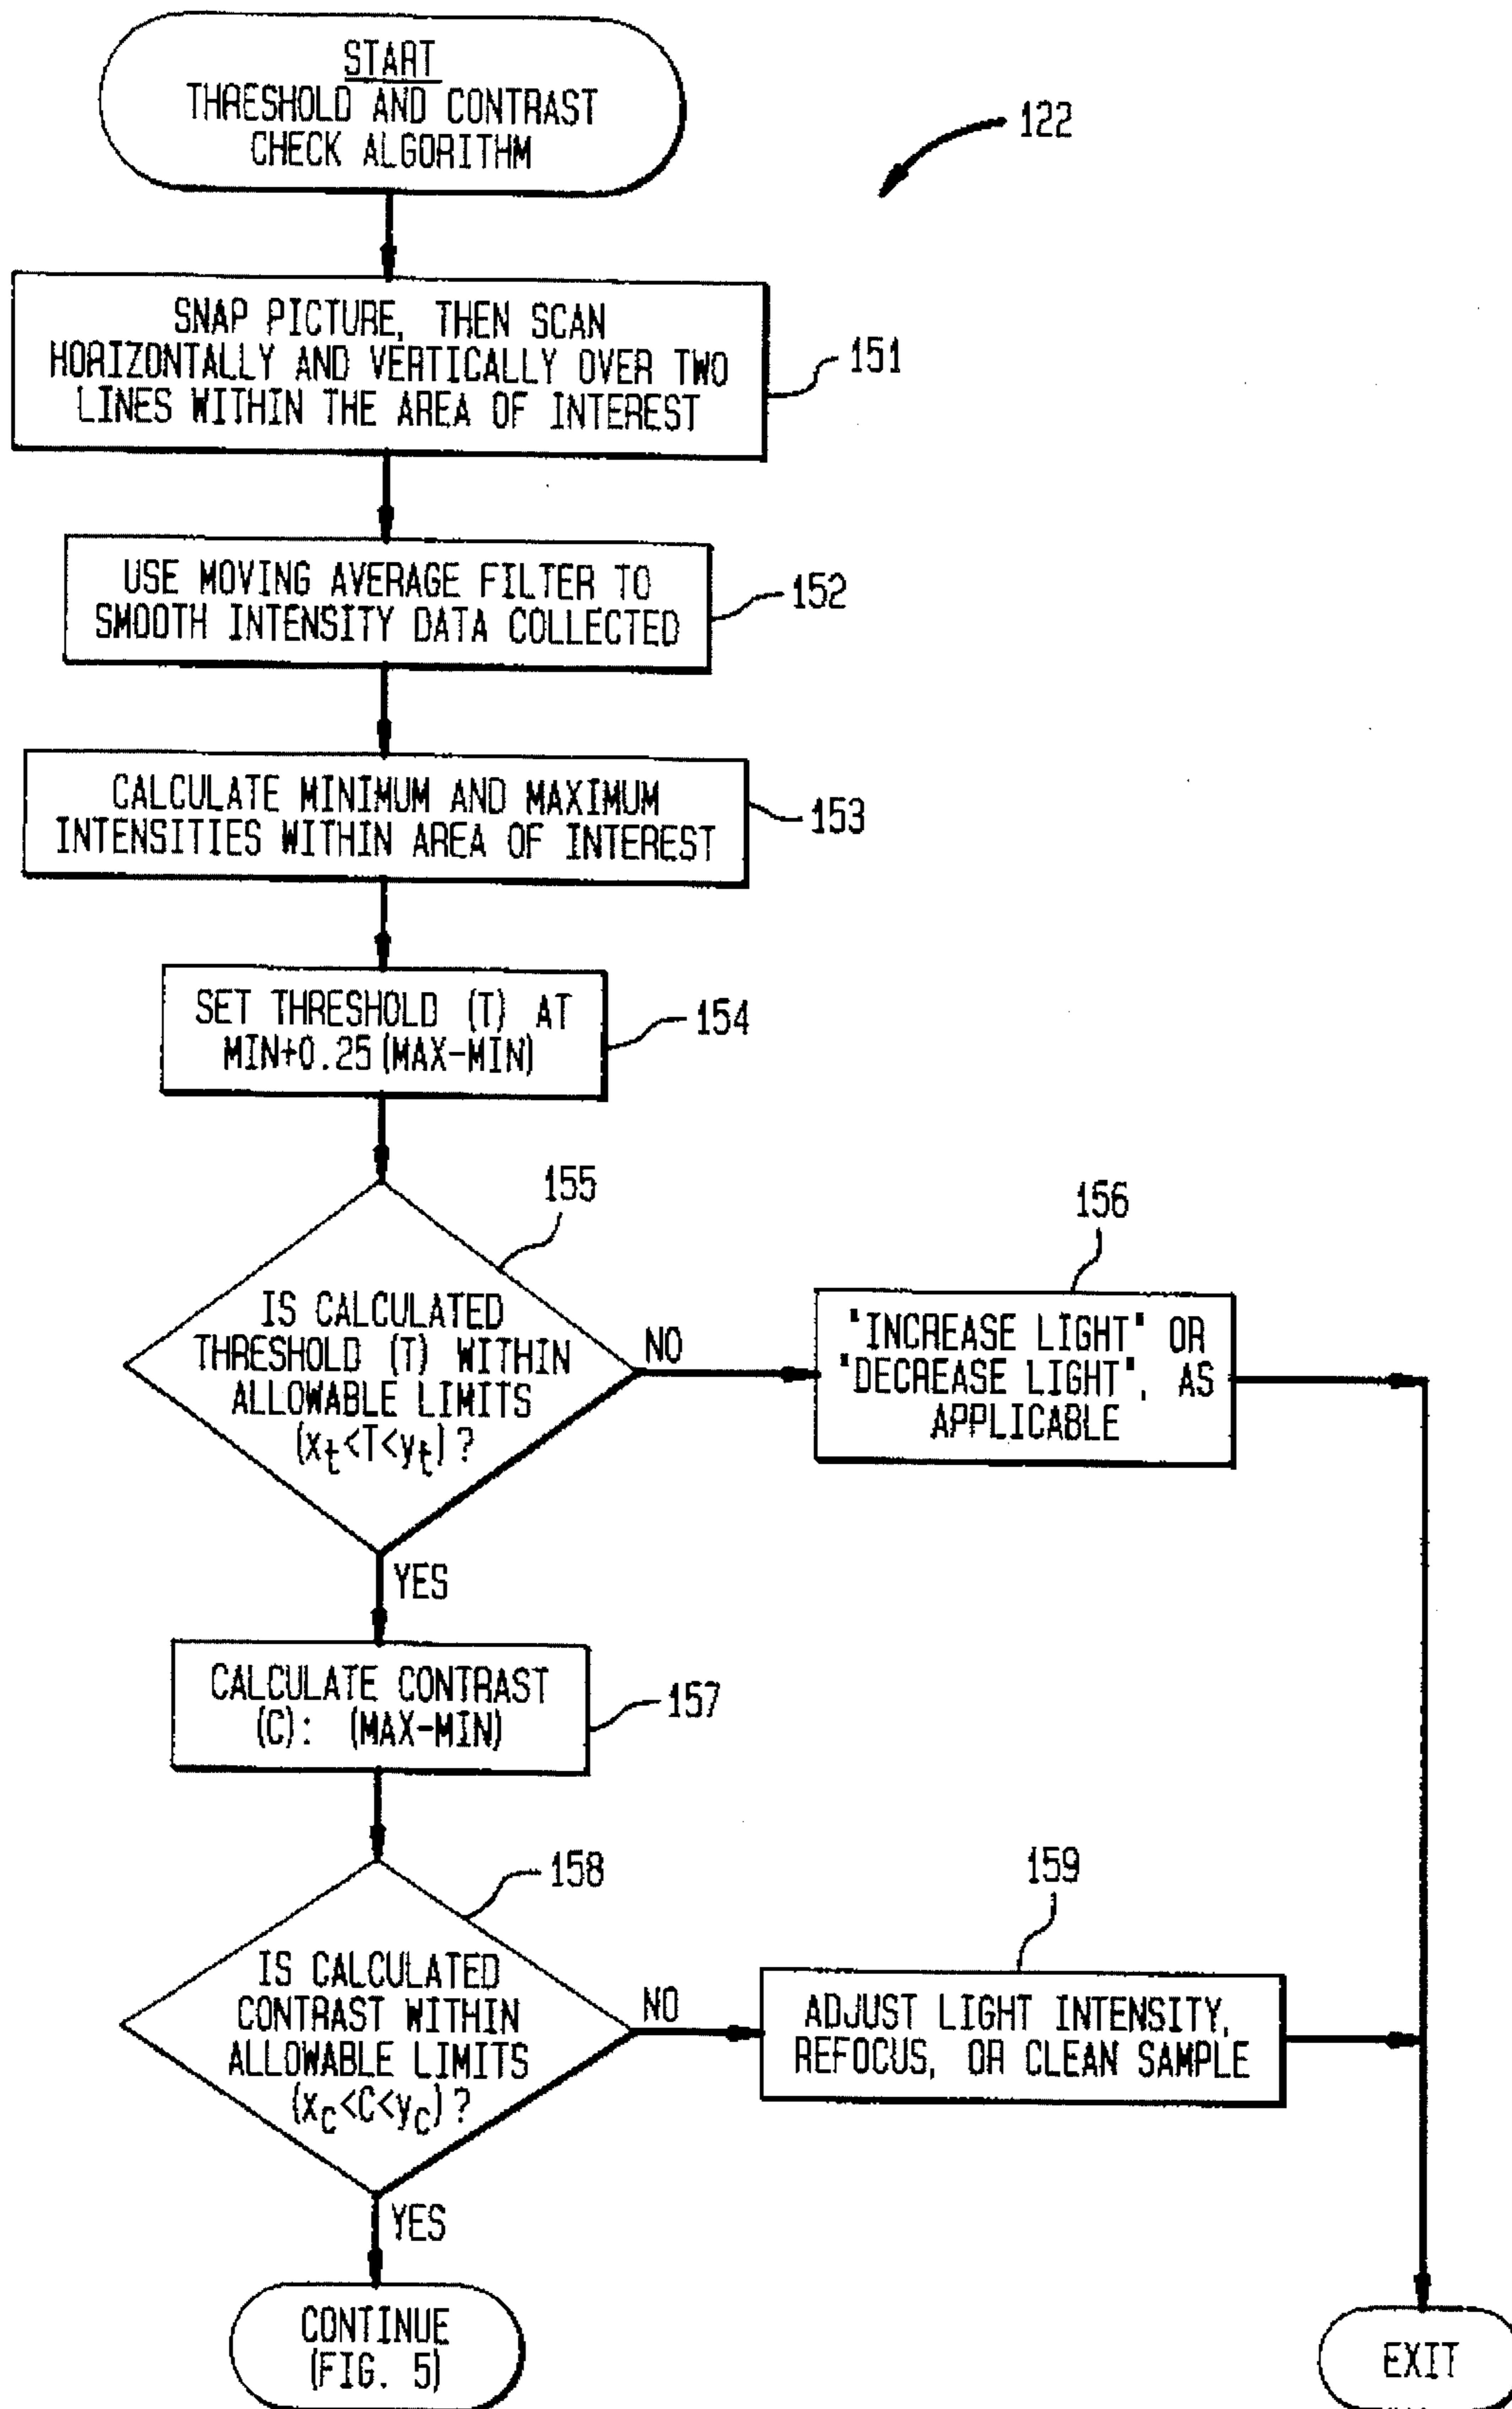 START
THRESHOLD AND CONTRAST
CHECK ALGORITHM
122
SNAP PICTURE, THEN SCAN
HORIZONTALLY AND VERTICALLY OVER TWO
LINES WITHIN THE AREA OF INTEREST
151
USE MOVING AVERAGE FILTER TO
SMOOTH INTENSITY DATA COLLECTED
152
CALCULATE MINIMUM AND MAXIMUM
INTENSITIES WITHIN AREA OF INTEREST
153
SET THRESHOLD (T) AT
MIN+0.25(MAX-MIN)
154
155
IS CALCULATED
THRESHOLD (T) WITHIN
ALLOWABLE LIMITS
(xt<T<yt)?
NO
156
"INCREASE LIGHT" OR
"DECREASE LIGHT", AS
APPLICABLE
YES
CALCULATE CONTRAST
(C): (MAX-MIN)
157
158
IS CALCULATED
CONTRAST WITHIN
ALLOWABLE LIMITS
(xc<C<yc)?
NO
159
ADJUST LIGHT INTENSITY,
REFOCUS, OR CLEAN SAMPLE
YES
CONTINUE
(FIG. 5)
EXIT